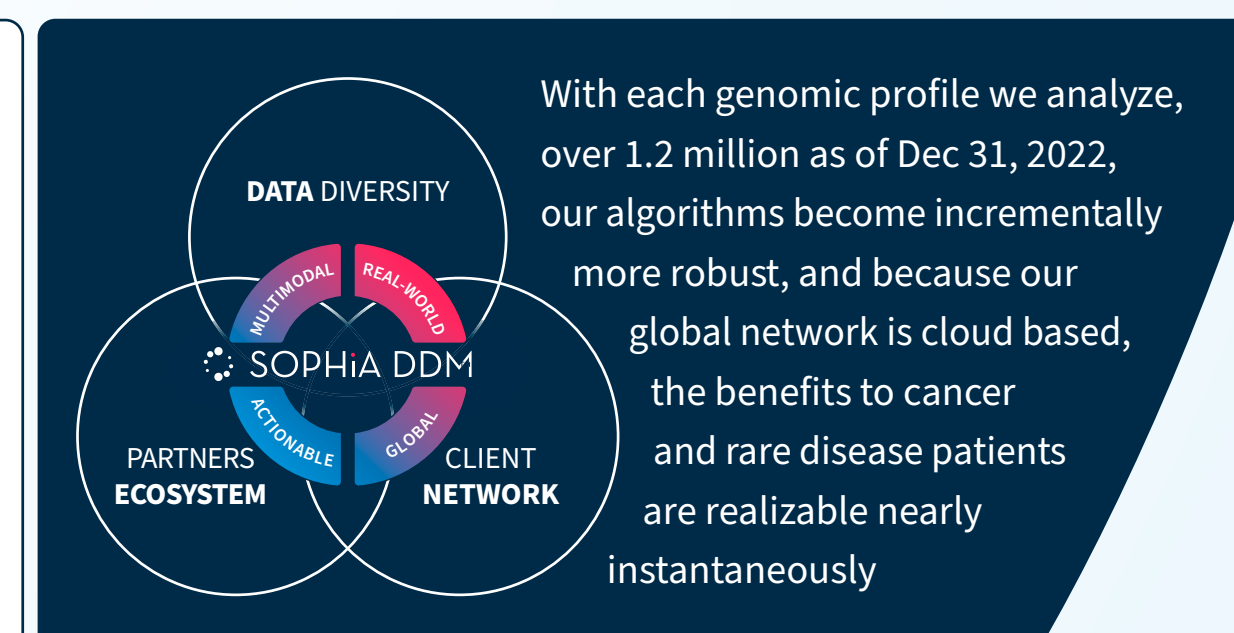 DATA DIVERSITY
MULTIMODAL
REAL-WORLD
SOPHiA DDM
ACTIONABLE
GLOBAL
PARTNERS
ECOSYSTEM
CLIENT
NETWORK
With each genomic profile we analyze,
over 1.2 million as of Dec 31, 2022,
our algorithms become incrementally
more robust, and because our
global network is cloud based,
the benefits to cancer
and rare disease patients
are realizable nearly
instantaneously